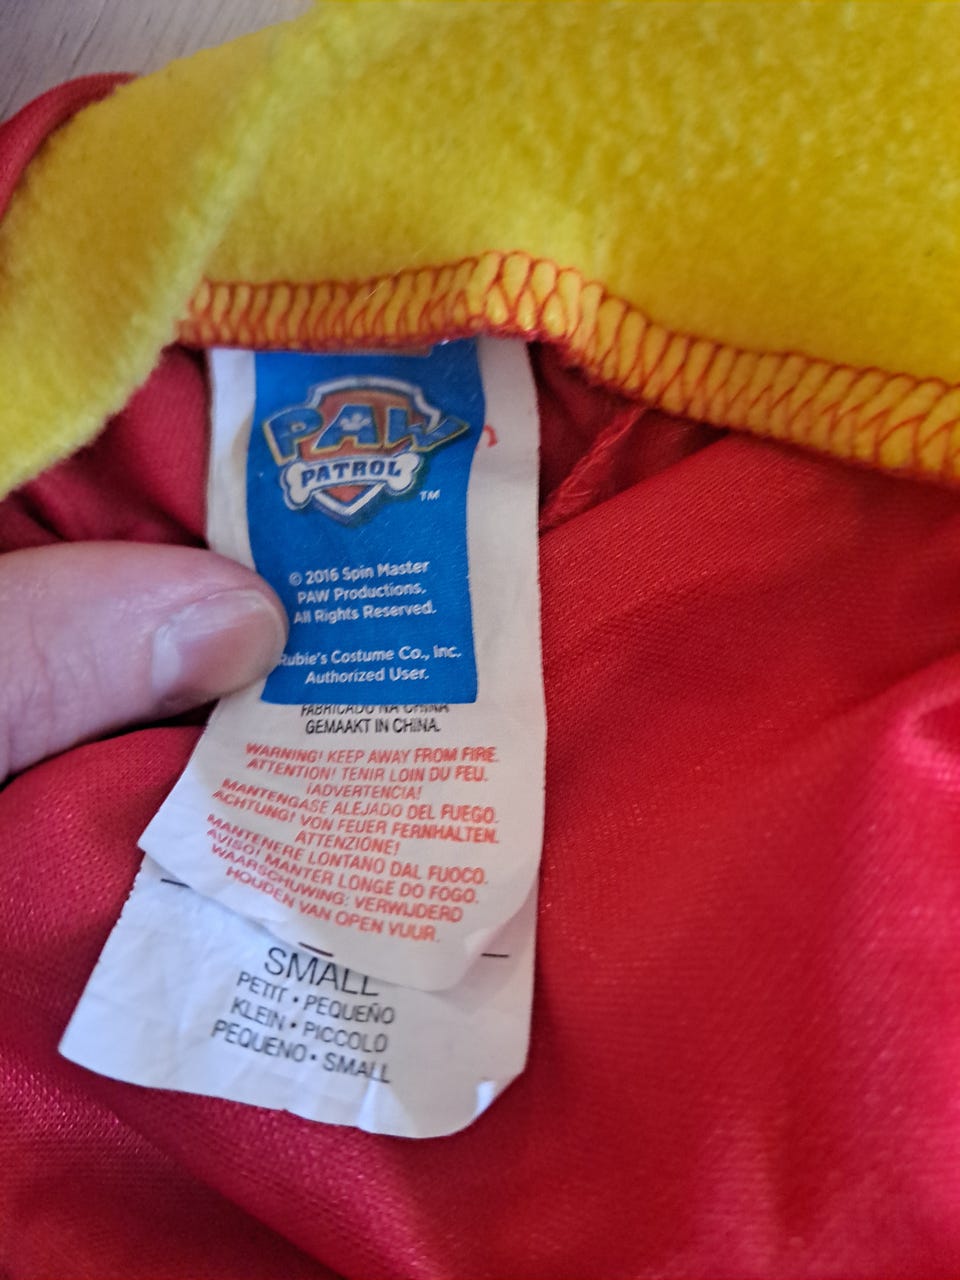 PAW
PATROL
™
© 2016 Spin Master
PAW Productions.
All Rights Reserved.
Rubie's Costume Co., Inc.
Authorized User.
FABRICADO NA CHINA
GEMAAKT IN CHINA.
WARNING! KEEP AWAY FROM FIRE.
ATTENTION! TENIR LOIN DU FEU.
¡ADVERTENCIA!
MANTENGASE ALEJADO DEL FUEGO.
ACHTUNG! VON FEUER FERNHALTEN.
ATTENZIONE!
MANTENERE LONTANO DAL FUOCO.
AVISO! MANTER LONGE DO FOGO.
WAARSCHUWING: VERWIJDERD
HOUDEN VAN OPEN VUUR.
SMALL
PETIT • PEQUEÑO
KLEIN • PICCOLO
PEQUENO • SMALL